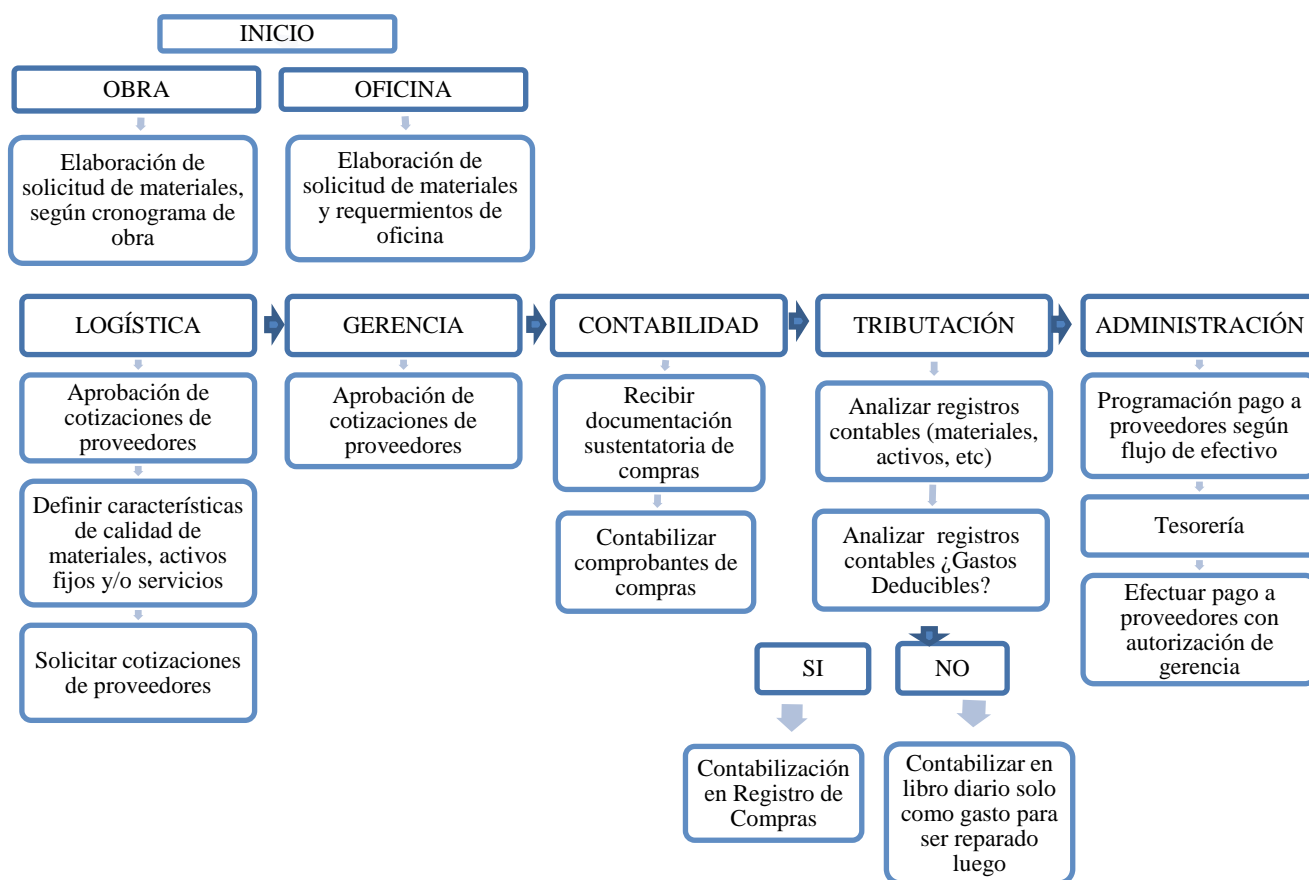 INICIO
OBRA
OFICINA
Elaboración de
solicitud de materiales,
según cronograma de
obra
Elaboración de
solicitud de materiales
y requermientos de
oficina
LOGÍSTICA
GERENCIA
CONTABILIDAD
TRIBUTACIÓN
ADMINISTRACIÓN
Aprobación de
cotizaciones de
proveedores
Definir características
de calidad de
materiales, activos
fijos y/o servicios
Solicitar cotizaciones
de proveedores
Aprobación de
cotizaciones de
proveedores
Recibir
documentación
sustentatoria de
compras
Contabilizar
comprobantes de
compras
Analizar registros
contables (materiales,
activos, etc)
Analizar registros
contables ¿Gastos
Deducibles?
SI
NO
Contabilización
en Registro de
Compras
Contabilizar en
libro diario solo
como gasto para
ser reparado
luego
Programación pago a
proveedores según
flujo de efectivo
Tesorería
Efectuar pago a
proveedores con
autorización de
gerencia